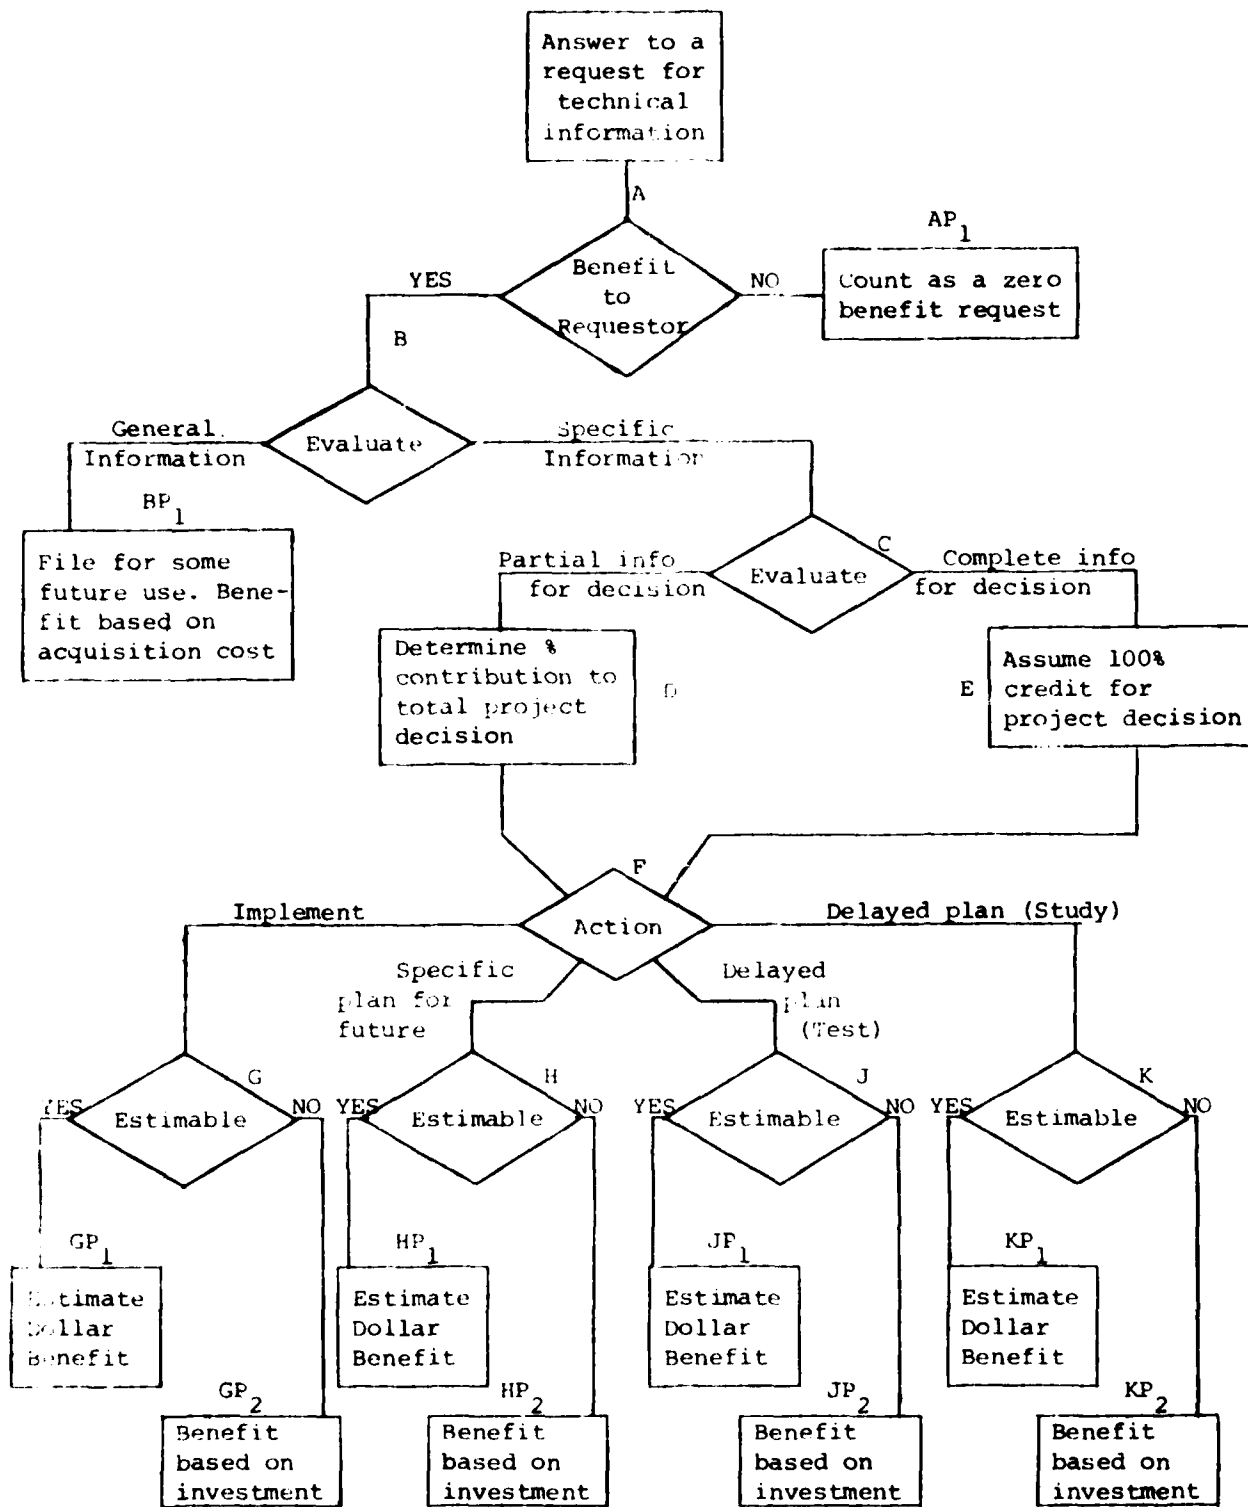 Answer to a
request for
technical
information
A
AP1
Benefit
to
Requestor
YES
NO
Count as a zero
benefit request
B
General
Information
Evaluate
Specific
Information
BP1
File for some
future use. Bene-
fit based on
acquisition cost
C
Partial info
for decision
Evaluate
Complete info
for decision
Determine %
contribution to
total project
decision
D
E
Assume 100%
credit for
project decision
F
Implement
Action
Delayed plan (Study)
Specific
plan for
future
Delayed
plan
(Test)
G
H
J
K
YES
Estimable
NO
YES
Estimable
NO
YES
Estimable
NO
YES
Estimable
NO
GP1
HP1
JP1
KP1
Estimate
Dollar
Benefit
Estimate
Dollar
Benefit
Estimate
Dollar
Benefit
Estimate
Dollar
Benefit
GP2
HP2
JP2
KP2
Benefit
based on
investment
Benefit
based on
investment
Benefit
based on
investment
Benefit
based on
investment